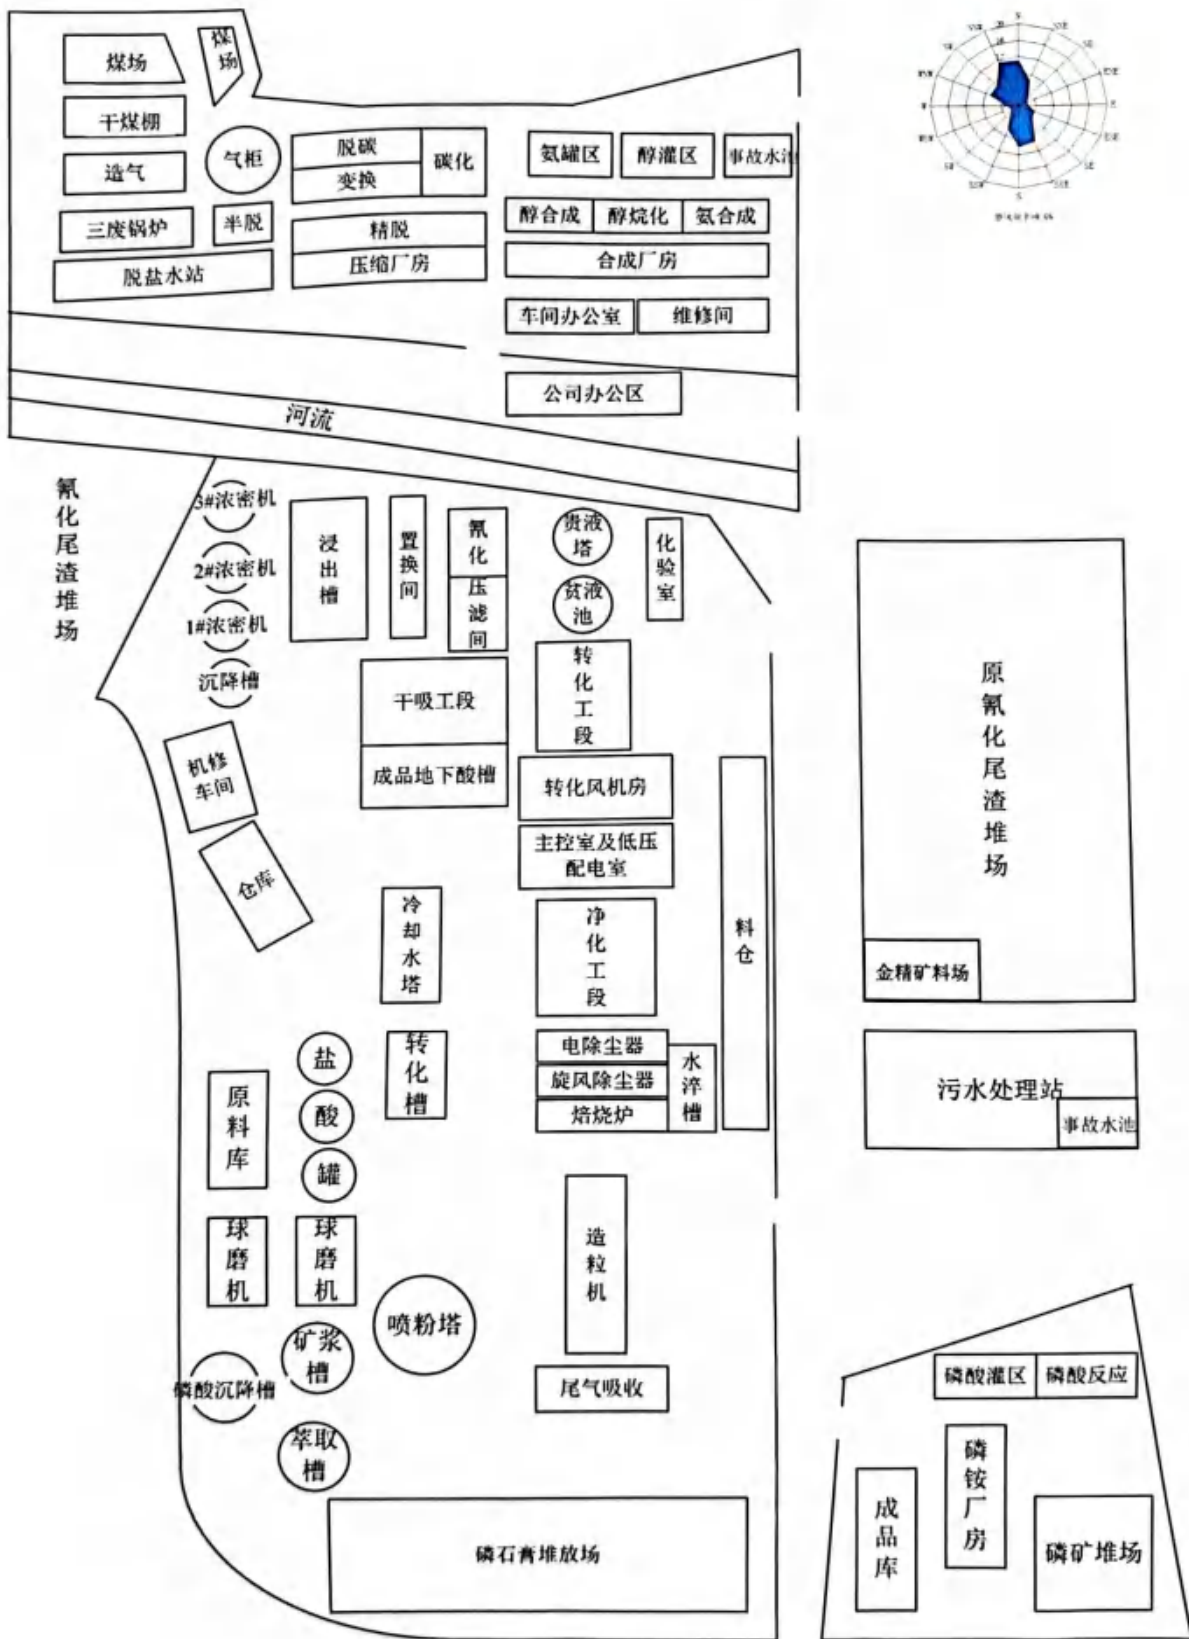 煤场
煤场
干煤棚
造气
气柜
三废锅炉
半脱
脱盐水站
脱碳
变换
碳化
精脱
压缩厂房
氨罐区
醇灌区
事故水池
醇合成
醇烷化
氨合成
合成厂房
车间办公室
维修间
公司办公区
河流
N
E
S
W
氰化尾渣堆场
3#浓密机
2#浓密机
1#浓密机
沉降槽
浸出槽
置换间
氰化
压滤间
贵液
塔
贫液
池
化验室
干吸工段
成品地下酸槽
转化工段
转化风机房
主控室及低压
配电室
机修
车间
仓库
冷却水塔
净化工段
料仓
原氰化尾渣堆场
金精矿料场
盐
酸
罐
转化槽
电除尘器
旋风除尘器
焙烧炉
水淬槽
污水处理站
事故水池
原料库
球磨机
球磨机
造粒机
喷粉塔
矿浆
槽
磷酸沉降槽
尾气吸收
萃取
槽
磷石膏堆放场
磷酸灌区
磷酸反应
磷铵厂房
成品库
磷矿堆场